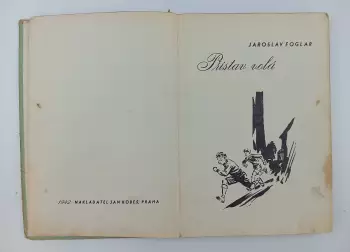 1942 NAKLADATEL JAN KOBES PRAHA
JAROSLAV FOGLAR
Přístav volá